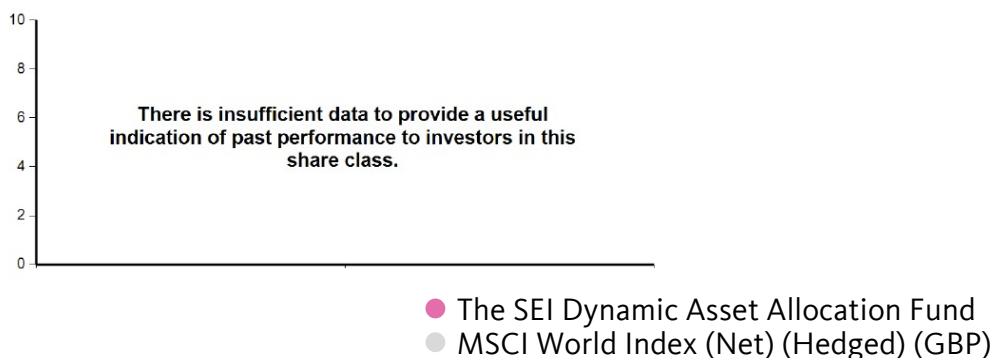 10
8
6
4
2
0
There is insufficient data to provide a useful
indication of past performance to investors in this
share class.
The SEI Dynamic Asset Allocation Fund
MSCI World Index (Net) (Hedged) (GBP)